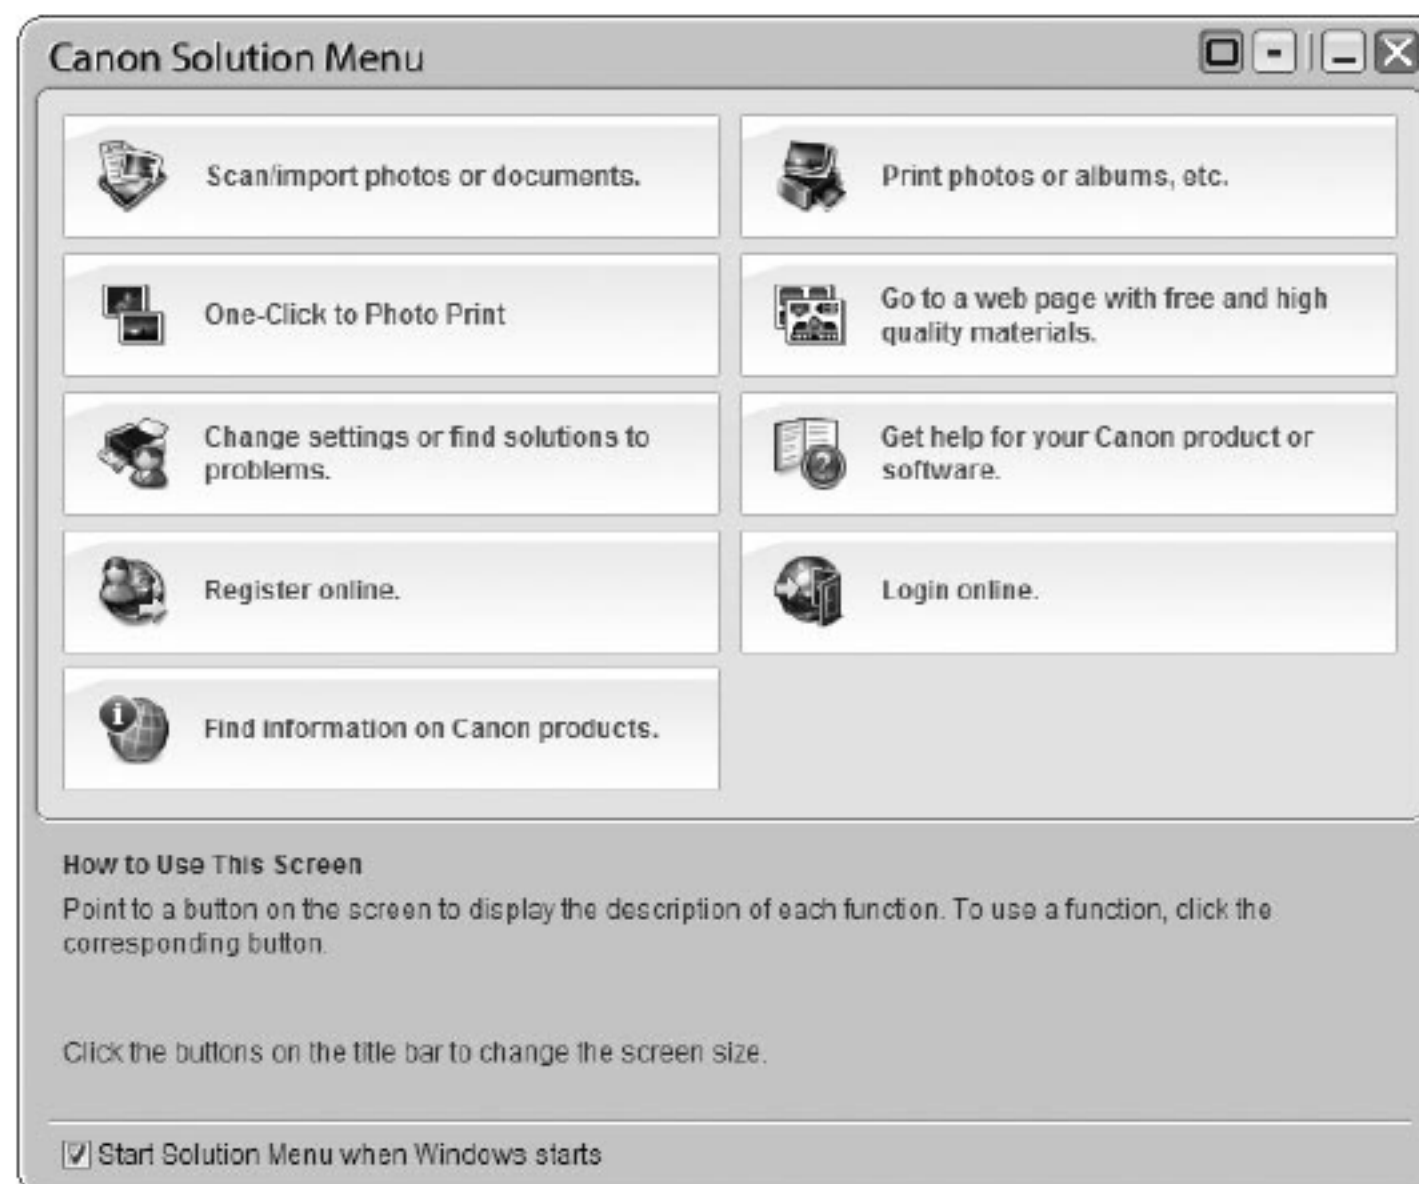 Canon Solution Menu
Scan/import photos or documents.
Print photos or albums, etc.
One-Click to Photo Print
Go to a web page with free and high
quality materials.
Change settings or find solutions to
problems.
Get help for your Canon product or
software.
Register online.
Login online.
Find information on Canon products.
How to Use This Screen
Point to a button on the screen to display the description of each function. To use a function, click the
corresponding button.
Click the buttons on the title bar to change the screen size.
Start Solution Menu when Windows starts